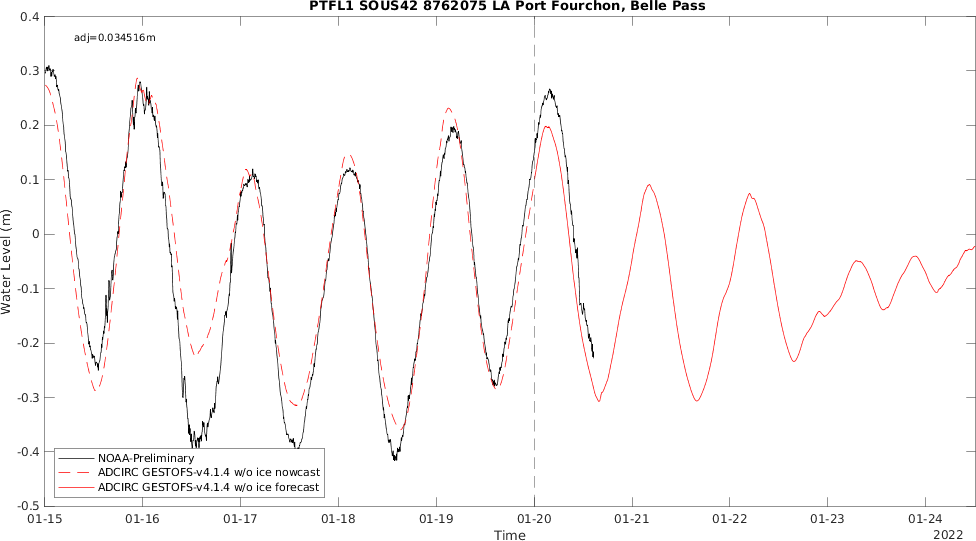 PTFL1 SOUS42 8762075 LA Port Fourchon, Belle Pass
adj=0.034516m
0.4
0.3
0.2
0.1
0
-0.1
-0.2
-0.3
-0.4
-0.5
Water Level (m)
NOAA-Preliminary
ADCIRC GESTOFS-v4.1.4 w/o ice nowcast
ADCIRC GESTOFS-v4.1.4 w/o ice forecast
01-15 01-16 01-17 01-18 01-19 01-20 01-21 01-22 01-23 01-24
Time
2022